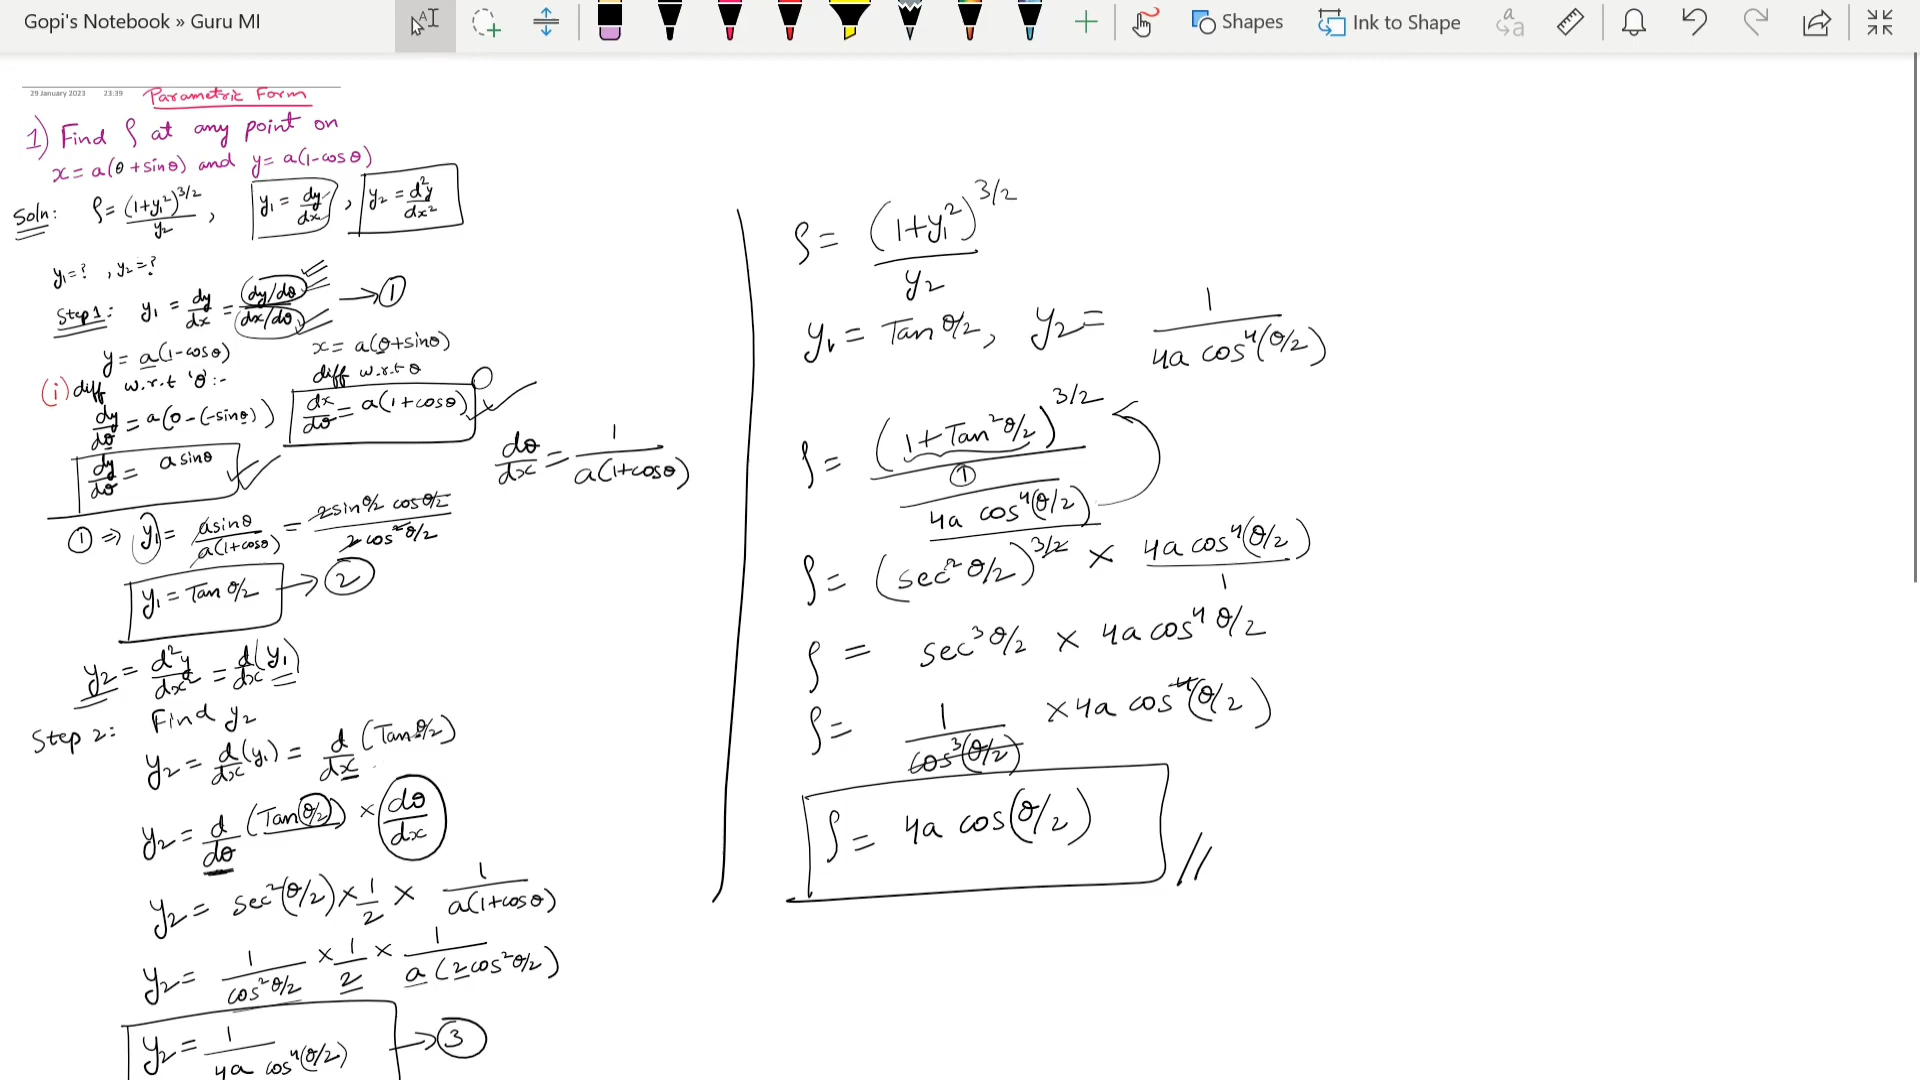 Gopi's Notebook » Guru MI
Shapes
Ink to Shape
29 January 2023 23:39
Parametric Form
1) Find ρ at any point on
x = a(θ + sinθ) and y = a(1-cosθ)
Soln: ρ = (1+y₁²)^3/2 / y₂ , y₁ = dy/dx , y₂ = d²y/dx²
y₁=? , y₂=?
Step 1: y₁ = dy/dx = (dy/dθ)/(dx/dθ) → ①
y = a(1-cosθ) x = a(θ+sinθ)
(i) diff w.r.t 'θ':- diff w.r.t θ
dy/dθ = a(0-(-sinθ)) dx/dθ = a(1+cosθ)
dy/dθ = a sinθ
dθ/dx = 1/a(1+cosθ)
① ⇒ y₁ = asinθ/a(1+cosθ) = 2sinθ/2 cosθ/2 / 2cos²θ/2
y₁ = Tan θ/2 → ②
y₂ = d²y/dx² = d/dx(y₁)
Step 2: Find y₂
y₂ = d/dx(y₁) = d/dx (Tanθ/2)
y₂ = d/dθ (Tan θ/2) × dθ/dx
y₂ = sec²(θ/2) × 1/2 × 1/a(1+cosθ)
y₂ = 1/cos²θ/2 × 1/2 × 1/a(2cos²θ/2)
y₂ = 1/4a cos⁴(θ/2) → ③
ρ = (1+y₁²)^3/2 / y₂
y₁ = Tan θ/2, y₂ = 1/4a cos⁴(θ/2)
ρ = (1+Tan²θ/2)^3/2 / (1/4a cos⁴(θ/2))
ρ = (sec²θ/2)^3/2 × 4a cos⁴(θ/2)/1
ρ = sec³θ/2 × 4a cos⁴θ/2
ρ = 1/cos³(θ/2) × 4a cos⁴(θ/2)
ρ = 4a cos(θ/2) //